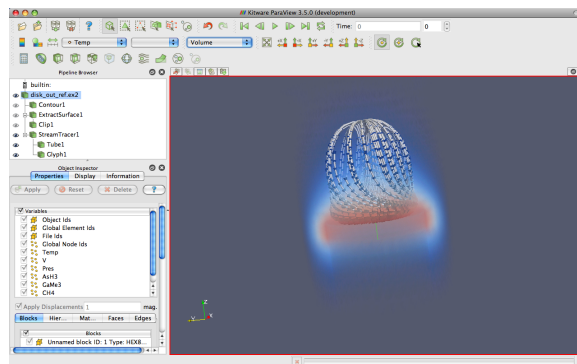 Kitware ParaView 3.5.0 (development)
Time: 0
0
Temp
Volume
Pipeline Browser
builtin:
disk_out_ref.ex2
Contour1
ExtractSurface1
Clip1
StreamTracer1
Tube1
Glyph1
Object Inspector
Properties Display Information
Apply Reset Delete ?
Variables
Object Ids
Global Element Ids
File Ids
Global Node Ids
Temp
V
Pres
AsH3
GaMe3
CH4
Apply Displacements 1 mag.
Blocks Hier... Mat... Faces Edges
Blocks
Unnamed block ID: 1 Type: HEX8...
Z
Y
X